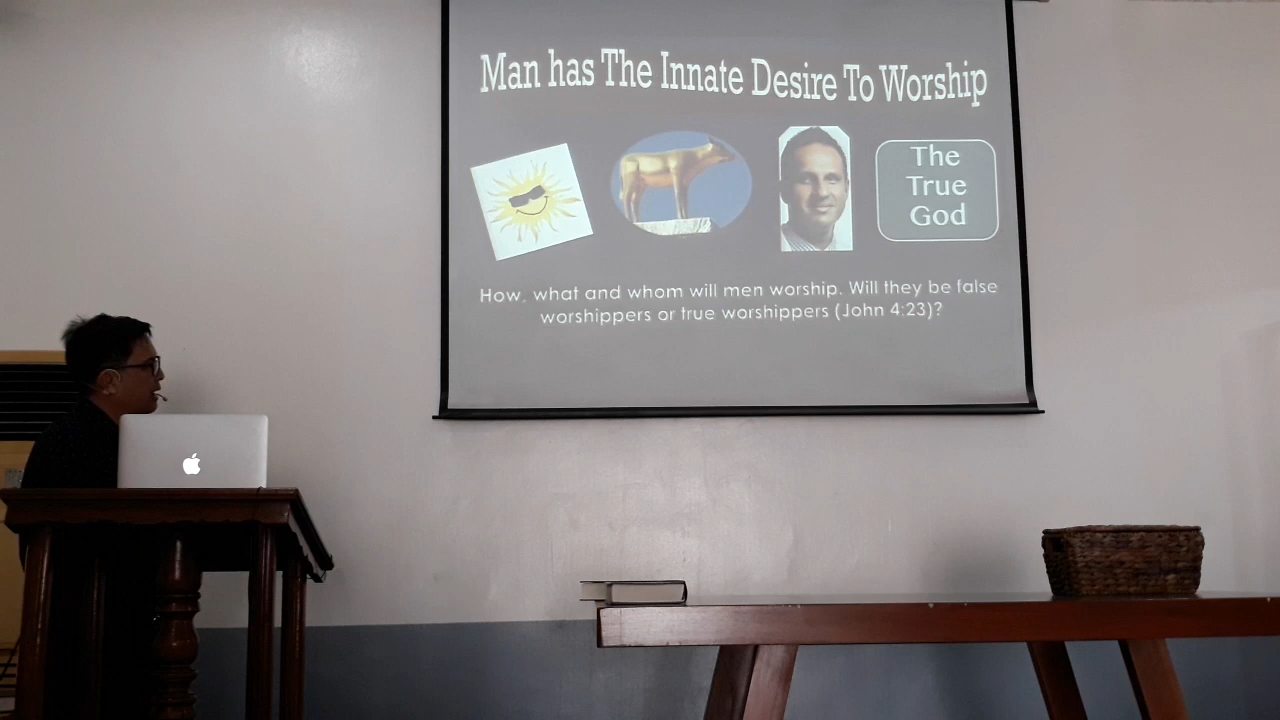 Man has The Innate Desire To Worship
The
True
God
How, what and whom will men worship. Will they be false
worshippers or true worshippers (John 4:23)?